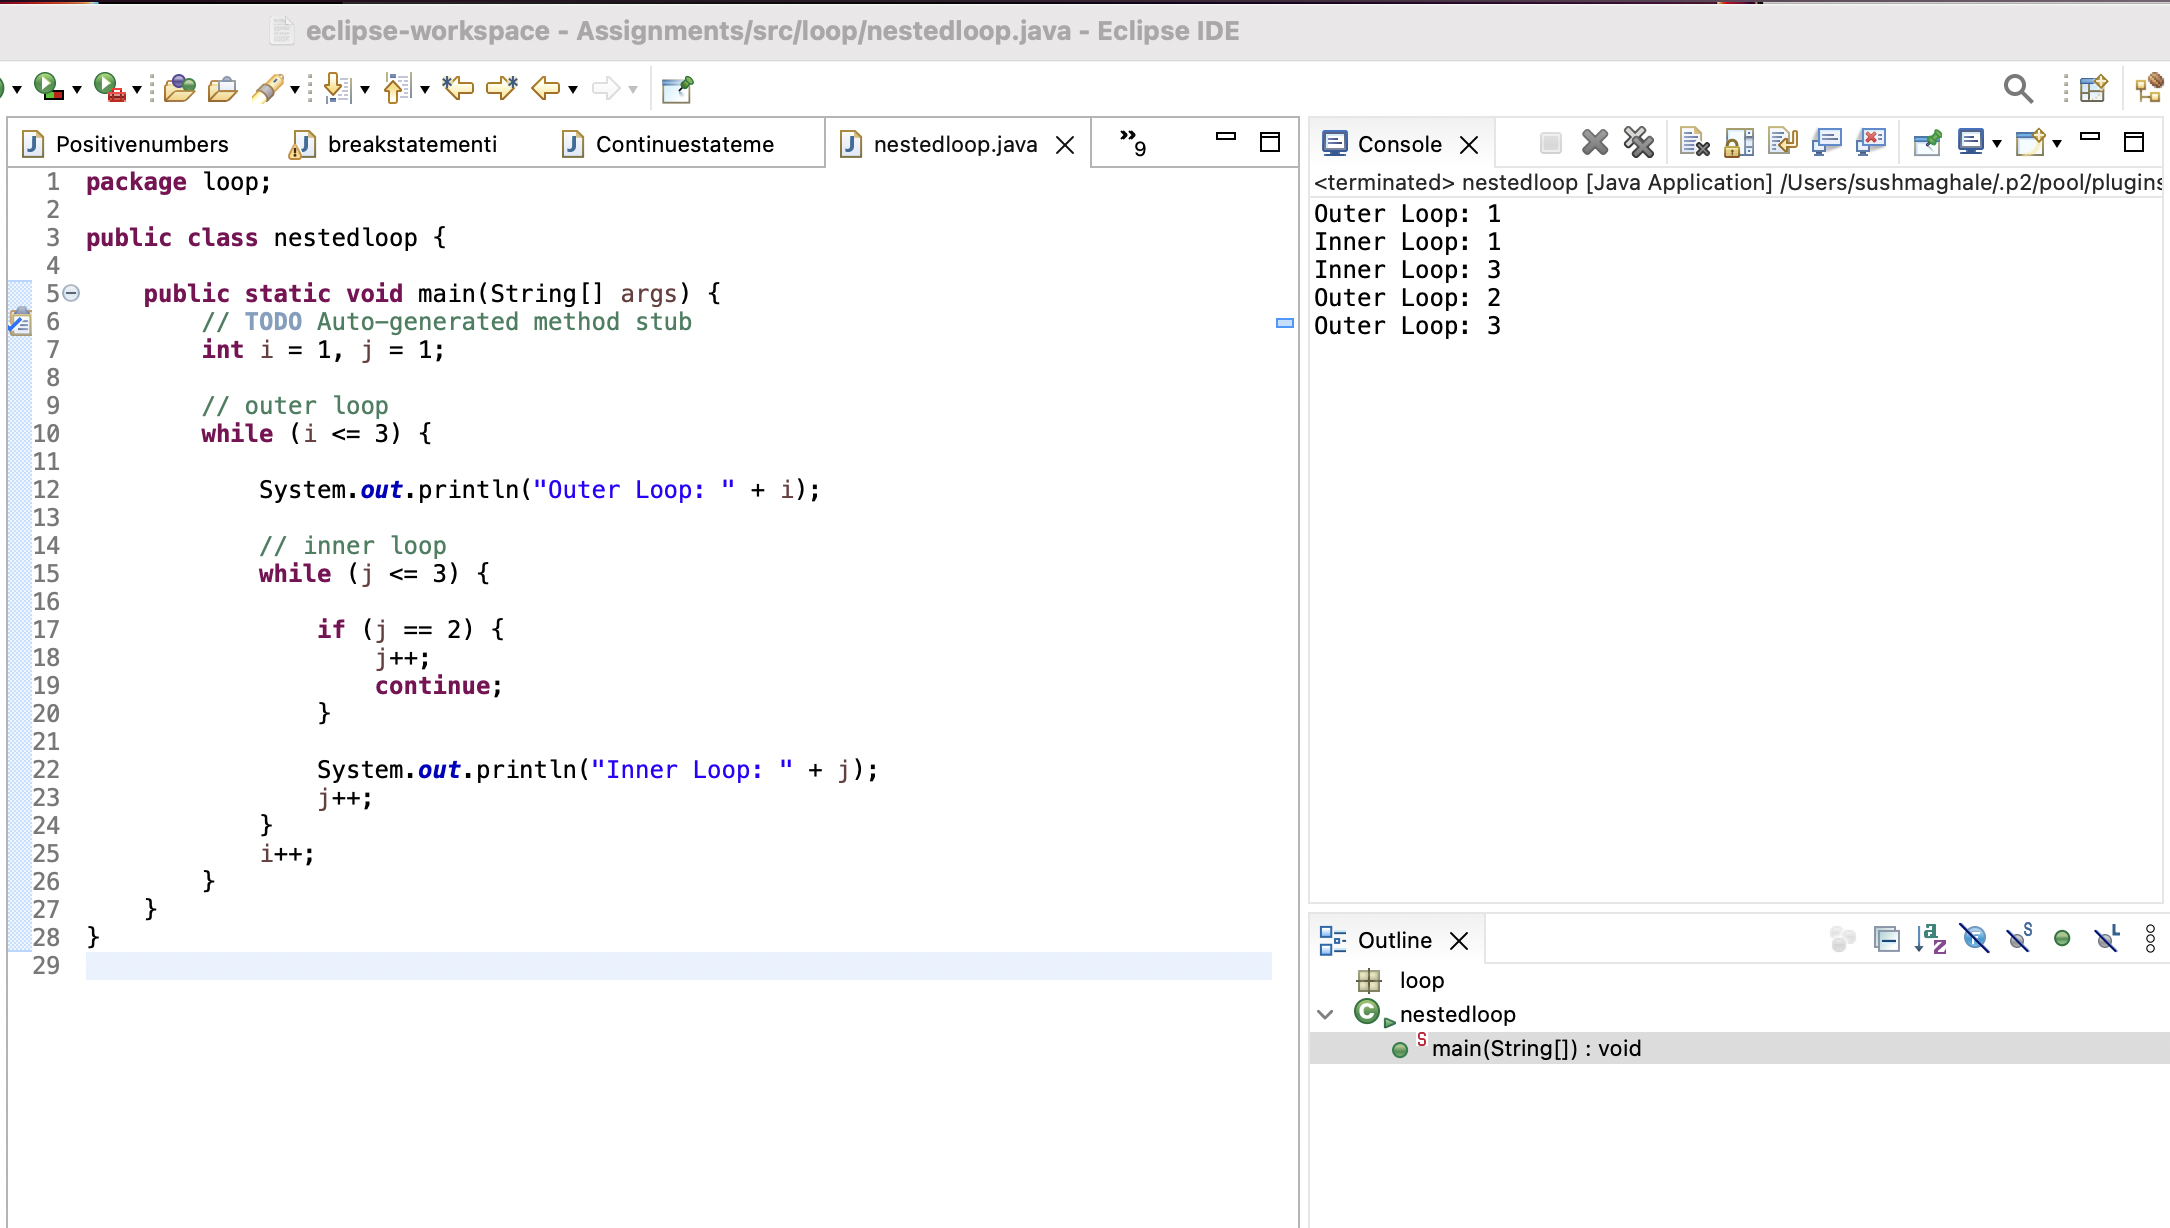 eclipse-workspace - Assignments/src/loop/nestedloop.java - Eclipse IDE
Positivenumbers
breakstatementi
Continuestateme
nestedloop.java
»9
1 package loop;
2
3 public class nestedloop {
4
5 public static void main(String[] args) {
6 // TODO Auto-generated method stub
7 int i = 1, j = 1;
8
9 // outer loop
10 while (i <= 3) {
11
12 System.out.println("Outer Loop: " + i);
13
14 // inner loop
15 while (j <= 3) {
16
17 if (j == 2) {
18 j++;
19 continue;
20 }
21
22 System.out.println("Inner Loop: " + j);
23 j++;
24 }
25 i++;
26 }
27 }
28 }
29
Console
<terminated> nestedloop [Java Application] /Users/sushmaghale/.p2/pool/plugins
Outer Loop: 1
Inner Loop: 1
Inner Loop: 3
Outer Loop: 2
Outer Loop: 3
Outline
loop
nestedloop
main(String[]) : void